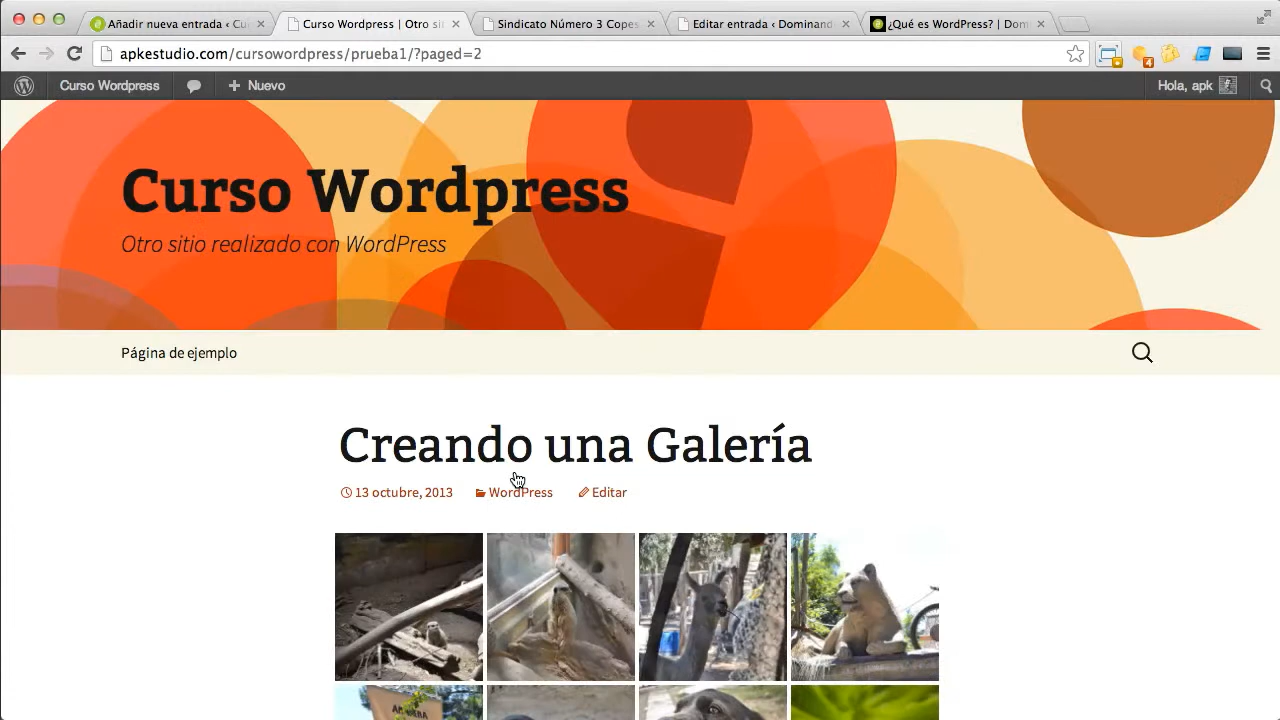 Añadir nueva entrada ‹ Cu
Curso Wordpress | Otro si
Sindicato Número 3 Copes
Editar entrada ‹ Dominand
¿Qué es WordPress? | Dom
apkestudio.com/cursowordpress/prueba1/?paged=2
4
Curso Wordpress
Nuevo
Hola, apk
Curso Wordpress
Otro sitio realizado con WordPress
Página de ejemplo
Creando una Galería
13 octubre, 2013 WordPress Editar